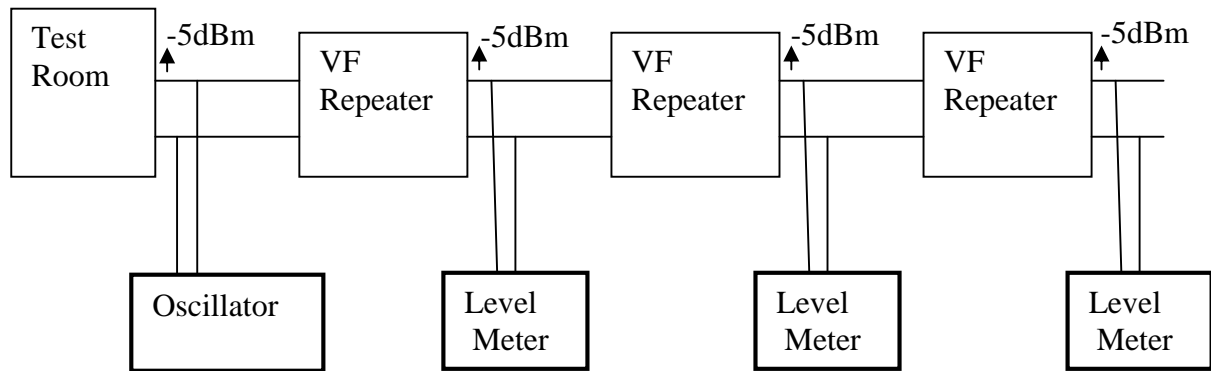 Test
Room
-5dBm
VF
Repeater
-5dBm
VF
Repeater
-5dBm
VF
Repeater
-5dBm
Oscillator
Level
Meter
Level
Meter
Level
Meter